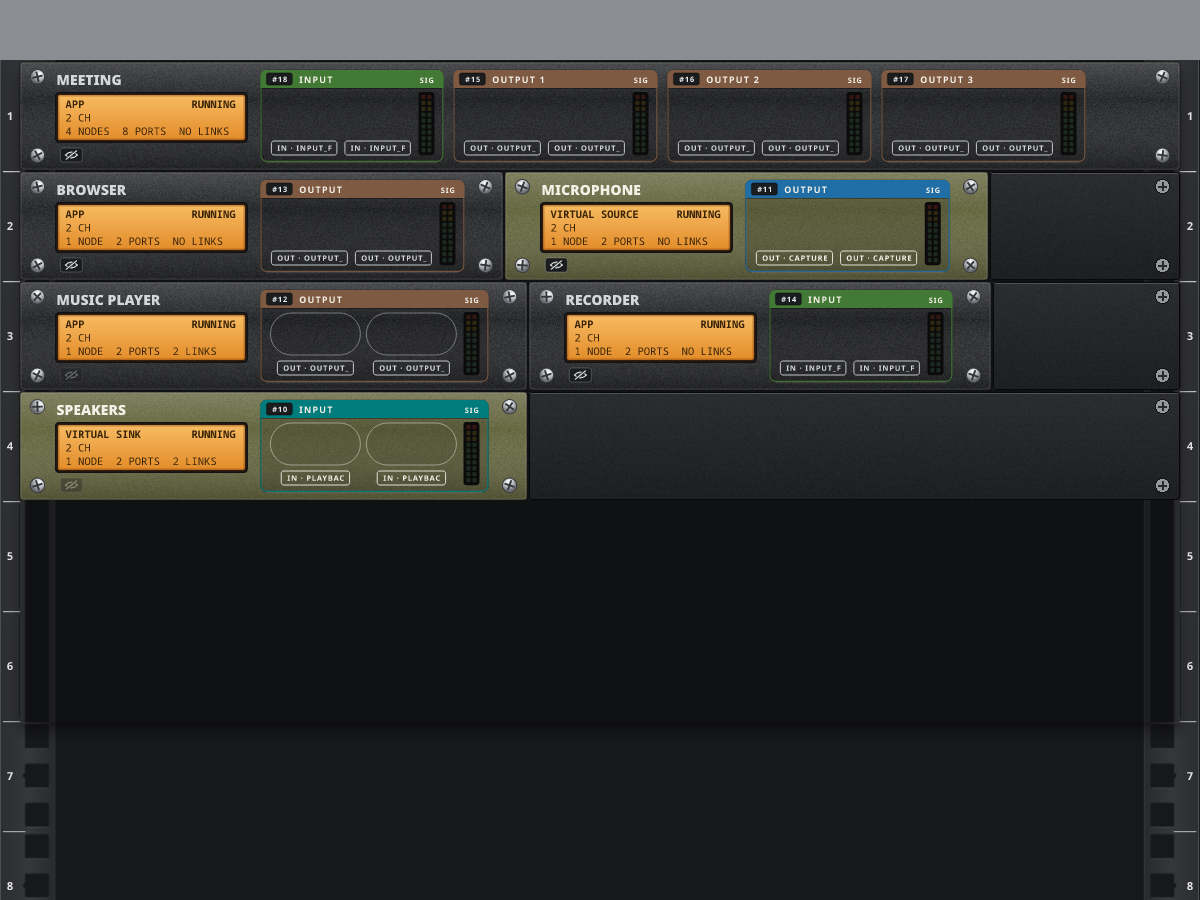 MEETING
APP RUNNING
2 CH
4 NODES 8 PORTS NO LINKS
#18 INPUT SIG
IN · INPUT_F IN · INPUT_F
#15 OUTPUT 1 SIG
OUT · OUTPUT_ OUT · OUTPUT_
#16 OUTPUT 2 SIG
OUT · OUTPUT_ OUT · OUTPUT_
#17 OUTPUT 3 SIG
OUT · OUTPUT_ OUT · OUTPUT_
1 1
BROWSER
APP RUNNING
2 CH
1 NODE 2 PORTS NO LINKS
#13 OUTPUT SIG
OUT · OUTPUT_ OUT · OUTPUT_
MICROPHONE
VIRTUAL SOURCE RUNNING
2 CH
1 NODE 2 PORTS NO LINKS
#11 OUTPUT SIG
OUT · CAPTURE OUT · CAPTURE
2 2
MUSIC PLAYER
APP RUNNING
2 CH
1 NODE 2 PORTS 2 LINKS
#12 OUTPUT SIG
OUT · OUTPUT_ OUT · OUTPUT_
RECORDER
APP RUNNING
2 CH
1 NODE 2 PORTS NO LINKS
#14 INPUT SIG
IN · INPUT_F IN · INPUT_F
3 3
SPEAKERS
VIRTUAL SINK RUNNING
2 CH
1 NODE 2 PORTS 2 LINKS
#10 INPUT SIG
IN · PLAYBAC IN · PLAYBAC
4 4
5 5
6 6
7 7
8 8